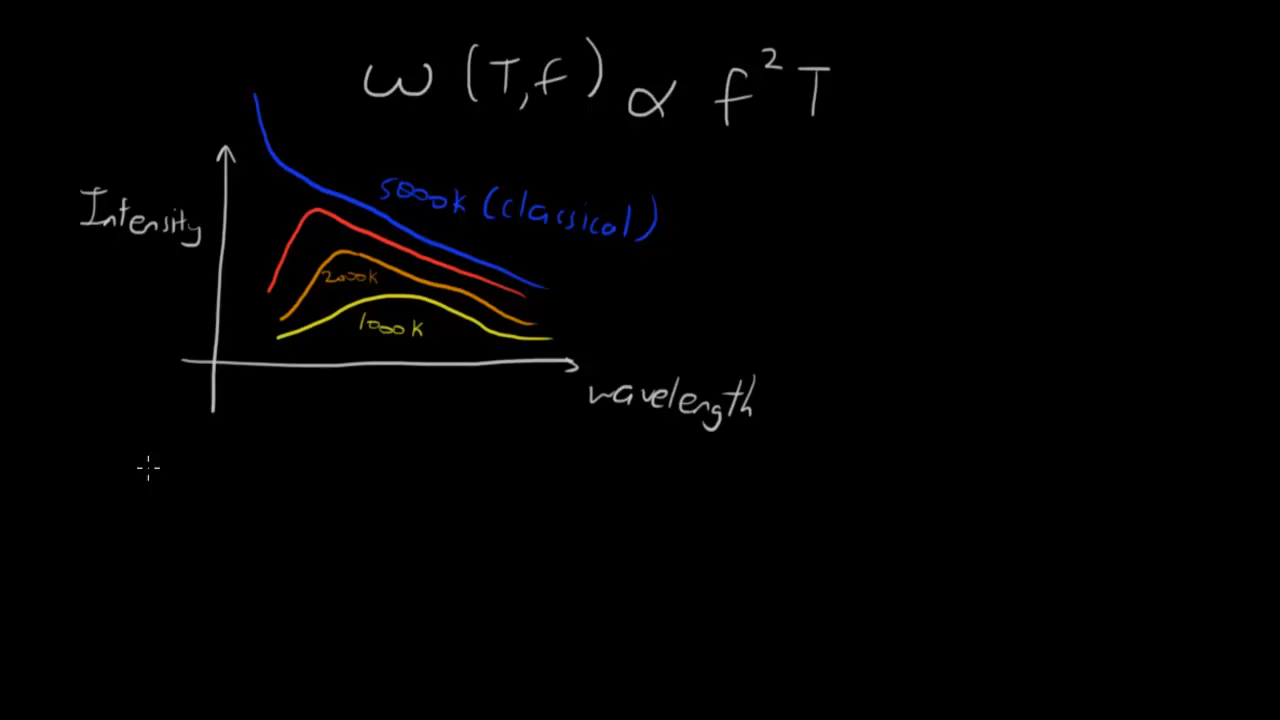 ω (T,f) ∝ f²T
5000K (classical)
Intensity
2000K
1000K
wavelength